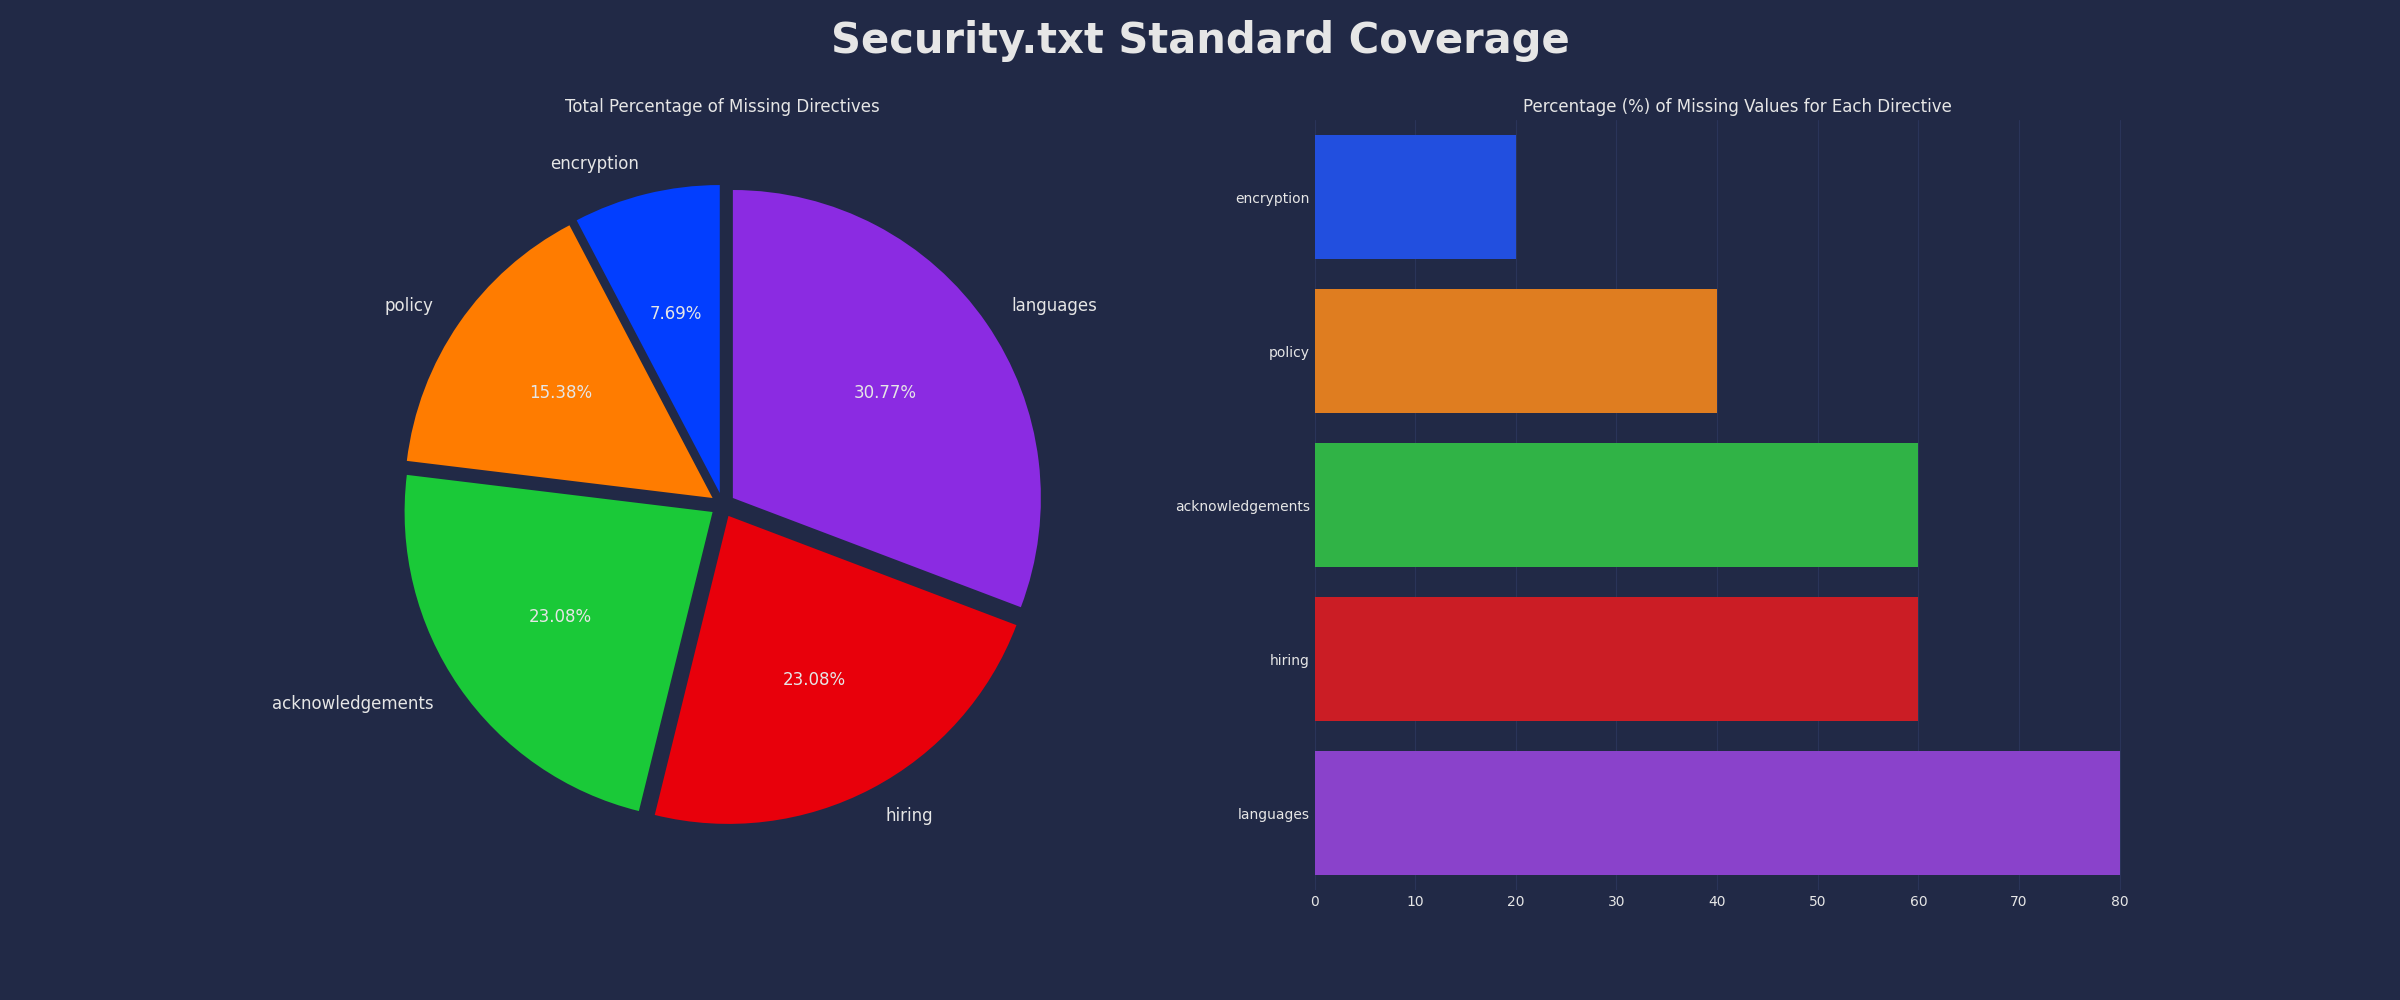 Security.txt Standard Coverage
Total Percentage of Missing Directives
encryption
policy
languages
7.69%
15.38%
30.77%
23.08%
23.08%
acknowledgements
hiring
Percentage (%) of Missing Values for Each Directive
encryption
policy
acknowledgements
hiring
languages
0 10 20 30 40 50 60 70 80